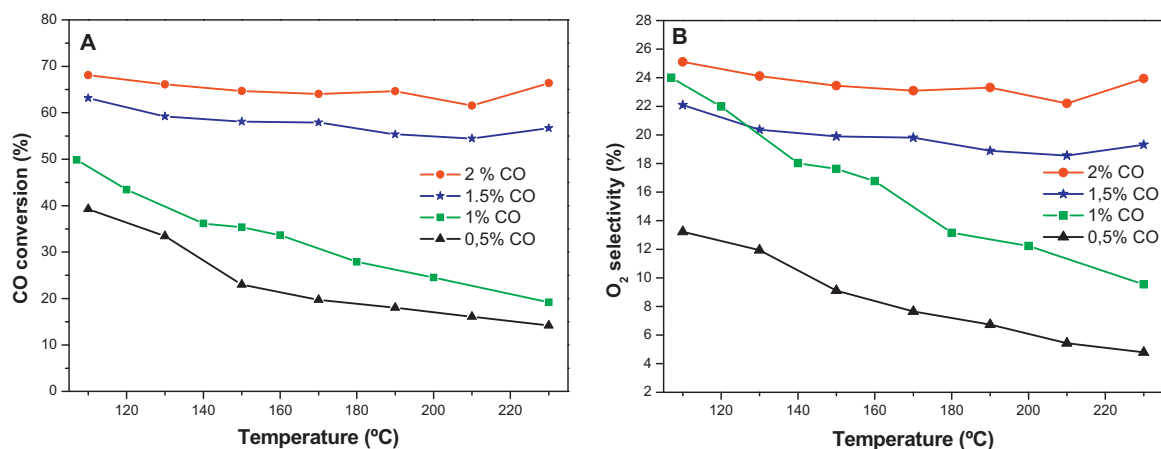 A
CO conversion (%)
80
70
60
50
40
30
20
10
0
2 % CO
1.5% CO
1% CO
0,5% CO
120 140 160 180 200 220
Temperature (ºC)
B
O₂ selectivity (%)
28
26
24
22
20
18
16
14
12
10
8
6
4
2
2% CO
1,5% CO
1% CO
0,5% CO
120 140 160 180 200 220
Temperature (ºC)